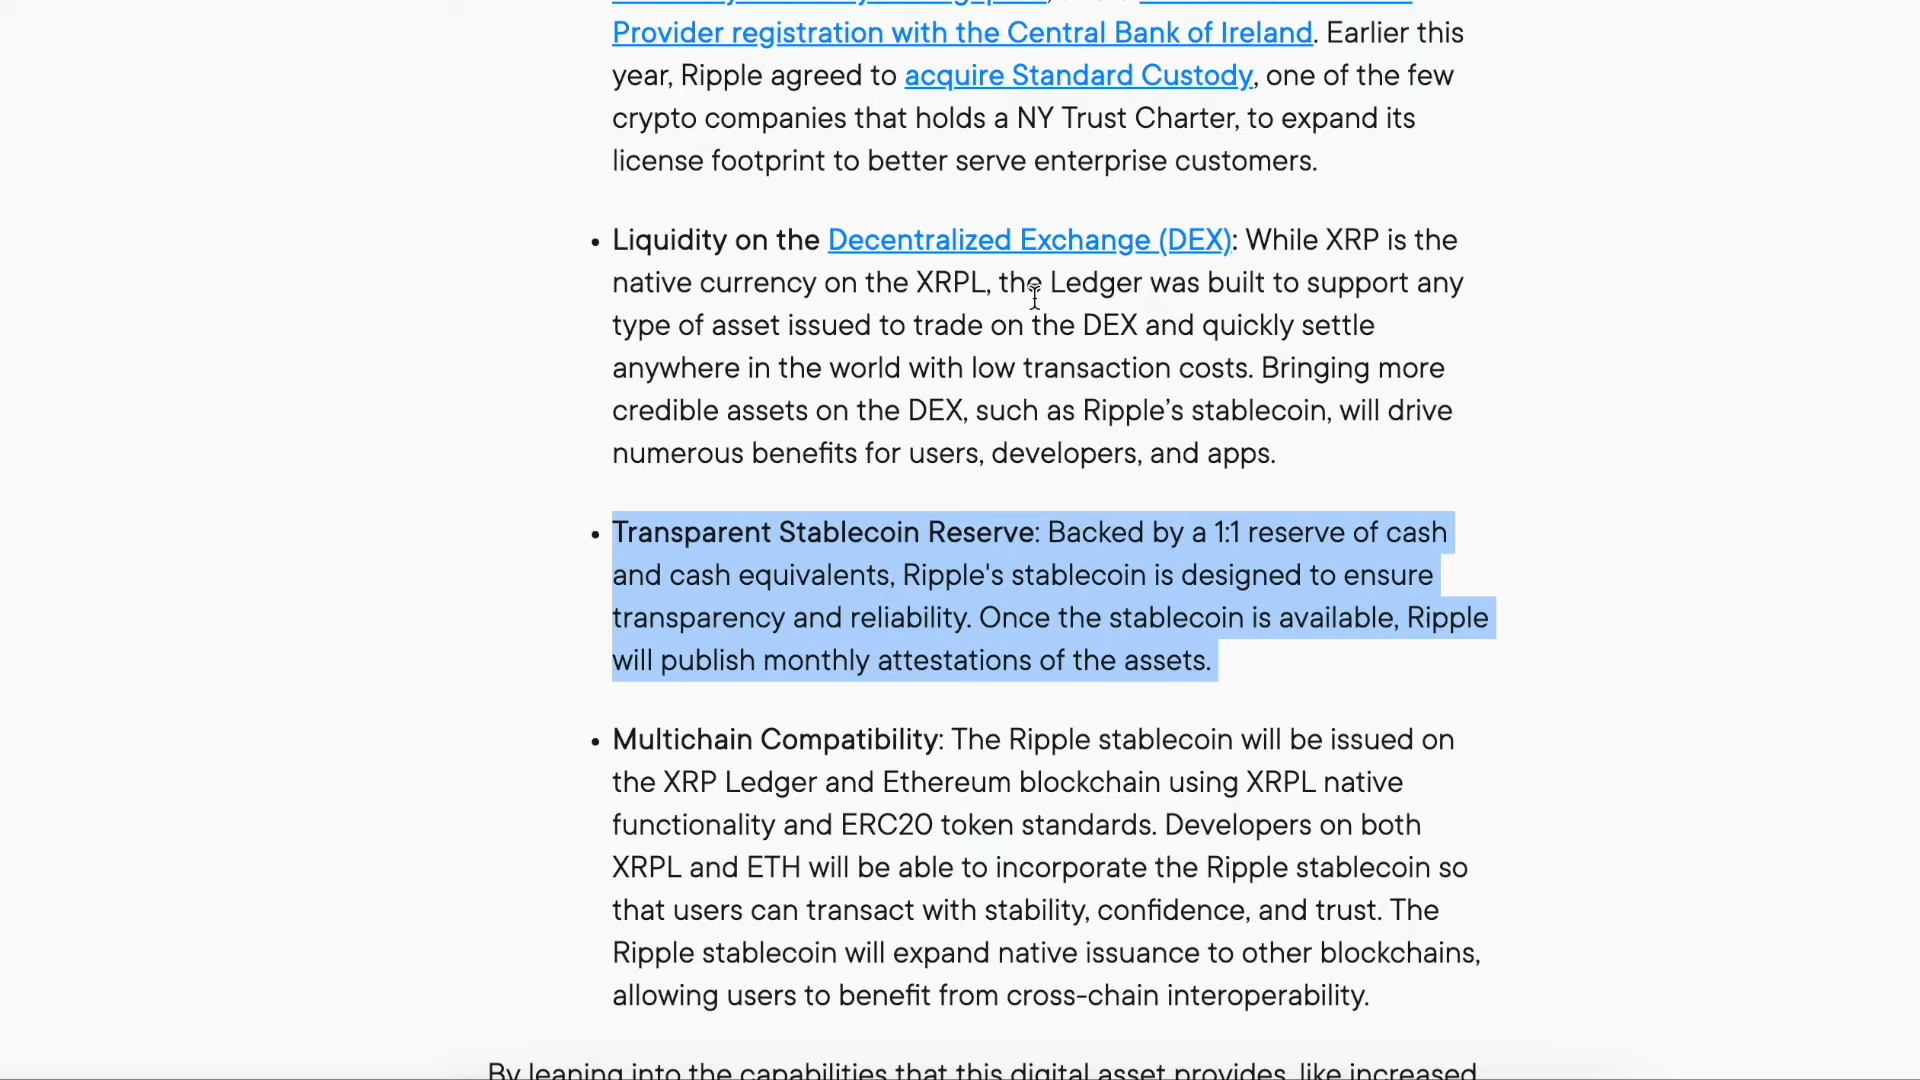 Provider registration with the Central Bank of Ireland. Earlier this
year, Ripple agreed to acquire Standard Custody, one of the few
crypto companies that holds a NY Trust Charter, to expand its
license footprint to better serve enterprise customers.
• Liquidity on the Decentralized Exchange (DEX): While XRP is the
native currency on the XRPL, the Ledger was built to support any
type of asset issued to trade on the DEX and quickly settle
anywhere in the world with low transaction costs. Bringing more
credible assets on the DEX, such as Ripple’s stablecoin, will drive
numerous benefits for users, developers, and apps.
• Transparent Stablecoin Reserve: Backed by a 1:1 reserve of cash
and cash equivalents, Ripple's stablecoin is designed to ensure
transparency and reliability. Once the stablecoin is available, Ripple
will publish monthly attestations of the assets.
• Multichain Compatibility: The Ripple stablecoin will be issued on
the XRP Ledger and Ethereum blockchain using XRPL native
functionality and ERC20 token standards. Developers on both
XRPL and ETH will be able to incorporate the Ripple stablecoin so
that users can transact with stability, confidence, and trust. The
Ripple stablecoin will expand native issuance to other blockchains,
allowing users to benefit from cross-chain interoperability.
By leaning into the capabilities that this digital asset provides, like increased